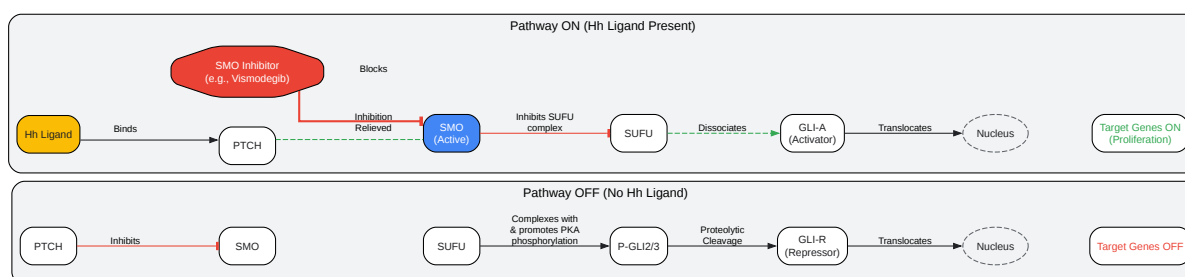 Pathway ON (Hh Ligand Present)
SMO Inhibitor
(e.g., Vismodegib)
Blocks
Hh Ligand
Binds
PTCH
Inhibition
Relieved
SMO
(Active)
Inhibits SUFU
complex
SUFU
Dissociates
GLI-A
(Activator)
Translocates
Nucleus
Target Genes ON
(Proliferation)
Pathway OFF (No Hh Ligand)
PTCH
Inhibits
SMO
SUFU
Complexes with
& promotes PKA
phosphorylation
P-GLI2/3
Proteolytic
Cleavage
GLI-R
(Repressor)
Translocates
Nucleus
Target Genes OFF